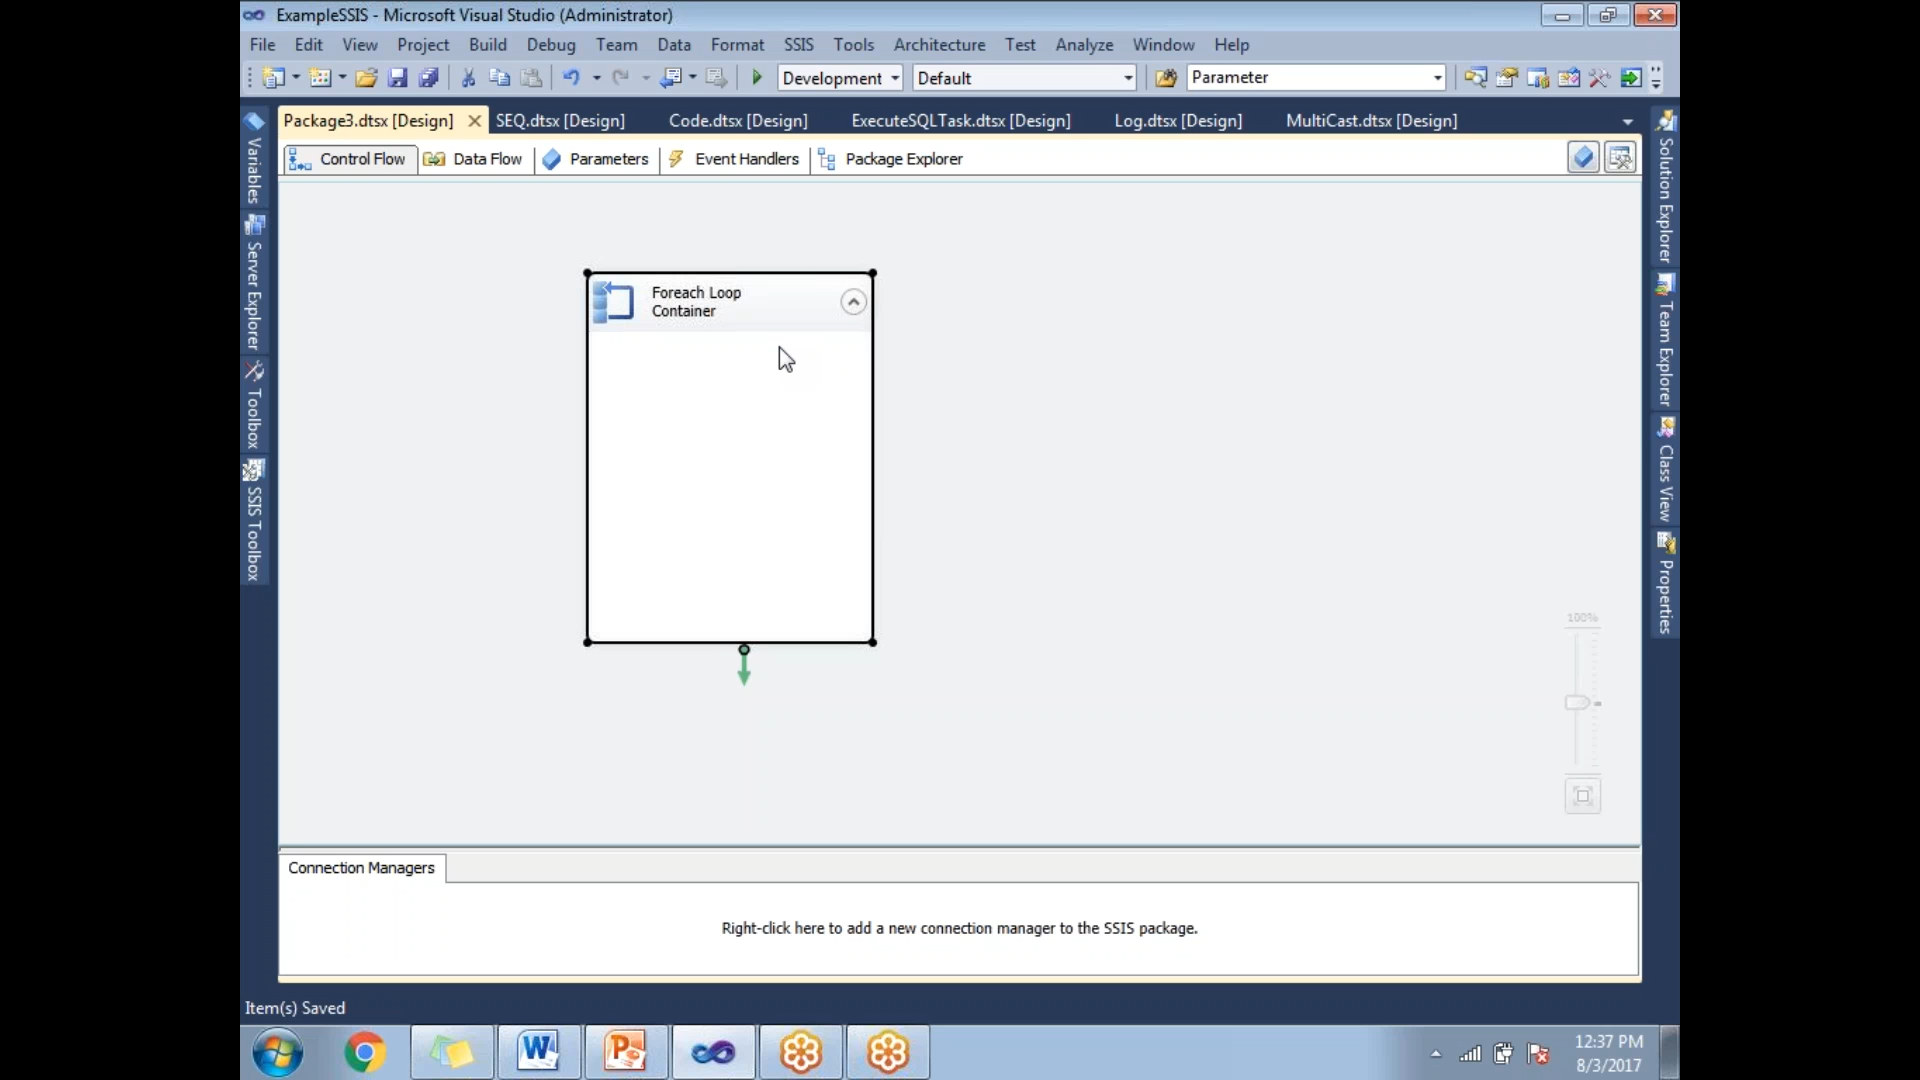 ExampleSSIS - Microsoft Visual Studio (Administrator)
File Edit View Project Build Debug Team Data Format SSIS Tools Architecture Test Analyze Window Help
Development Default Parameter
Package3.dtsx [Design] SEQ.dtsx [Design] Code.dtsx [Design] ExecuteSQLTask.dtsx [Design] Log.dtsx [Design] MultiCast.dtsx [Design]
Control Flow Data Flow Parameters Event Handlers Package Explorer
Variables
Server Explorer
Toolbox
SSIS Toolbox
Foreach Loop
Container
100%
Solution Explorer
Team Explorer
Class View
Properties
Connection Managers
Right-click here to add a new connection manager to the SSIS package.
Item(s) Saved
12:37 PM
8/3/2017